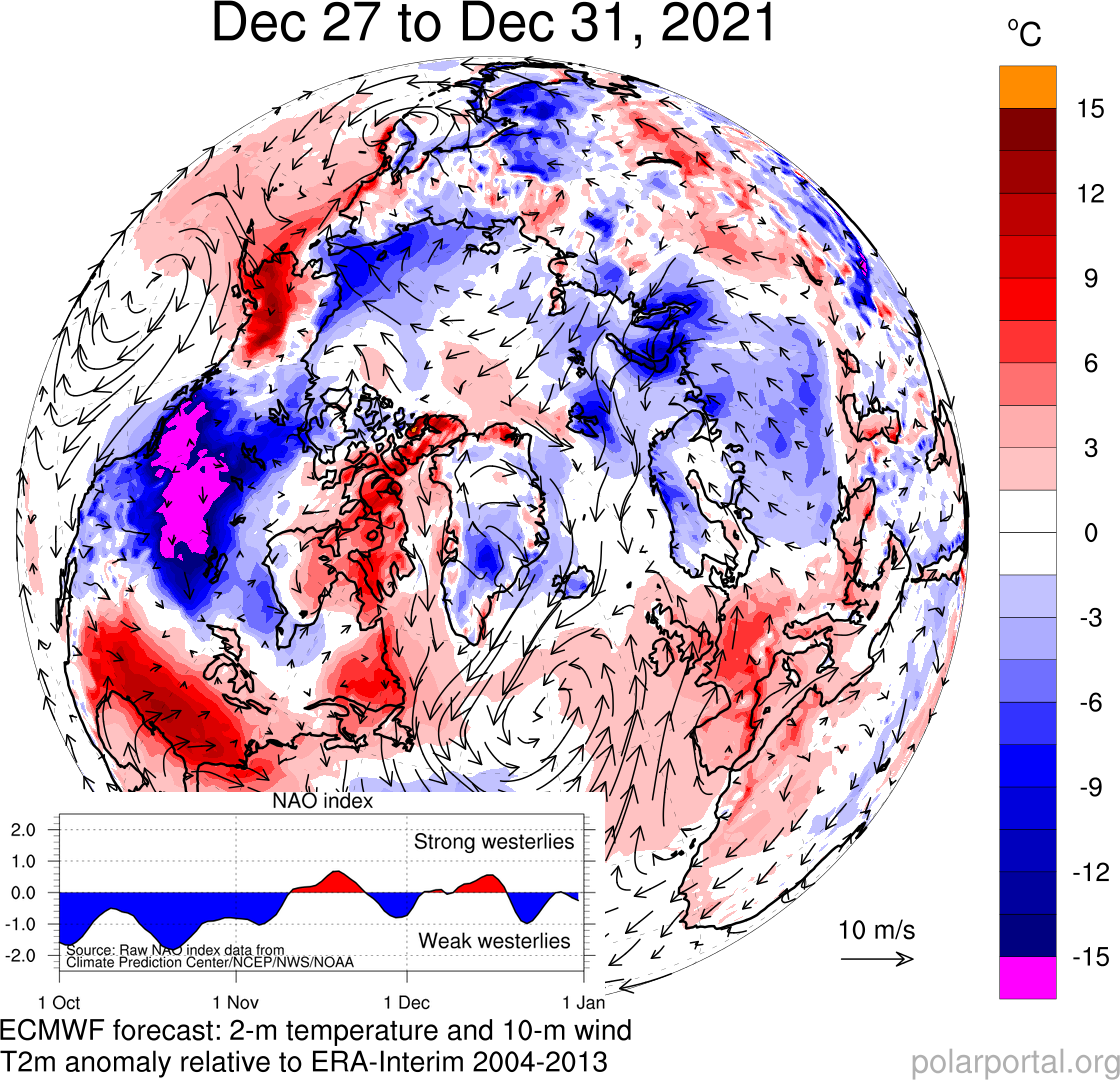 Dec 27 to Dec 31, 2021
°C
15
12
9
6
3
0
-3
-6
-9
-12
-15
10 m/s
NAO index
2.0
1.0
0.0
-1.0
-2.0
Strong westerlies
Weak westerlies
Source: Raw NAO index data from
Climate Prediction Center/NCEP/NWS/NOAA
1 Oct
1 Nov
1 Dec
1 Jan
ECMWF forecast: 2-m temperature and 10-m wind
T2m anomaly relative to ERA-Interim 2004-2013
polarportal.org